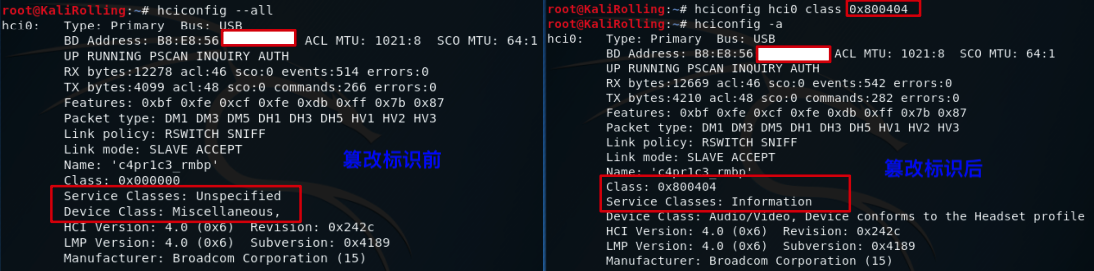 root@KaliRolling:~# hciconfig --all
hci0: Type: Primary Bus: USB
BD Address: B8:E8:56 ACL MTU: 1021:8 SCO MTU: 64:1
UP RUNNING PSCAN INQUIRY AUTH
RX bytes:12278 acl:46 sco:0 events:514 errors:0
TX bytes:4099 acl:48 sco:0 commands:266 errors:0
Features: 0xbf 0xfe 0xcf 0xfe 0xdb 0xff 0x7b 0x87
Packet type: DM1 DM3 DM5 DH1 DH3 DH5 HV1 HV2 HV3
Link policy: RSWITCH SNIFF
Link mode: SLAVE ACCEPT
Name: 'c4pr1c3_rmbp'
Class: 0x000000
Service Classes: Unspecified
Device Class: Miscellaneous,
HCI Version: 4.0 (0x6) Revision: 0x242c
LMP Version: 4.0 (0x6) Subversion: 0x4189
Manufacturer: Broadcom Corporation (15)
篡改标识前
root@KaliRolling:~# hciconfig hci0 class 0x800404
root@KaliRolling:~# hciconfig -a
hci0: Type: Primary Bus: USB
BD Address: B8:E8:56 ACL MTU: 1021:8 SCO MTU: 64:1
UP RUNNING PSCAN INQUIRY AUTH
RX bytes:12669 acl:46 sco:0 events:542 errors:0
TX bytes:4210 acl:48 sco:0 commands:282 errors:0
Features: 0xbf 0xfe 0xcf 0xfe 0xdb 0xff 0x7b 0x87
Packet type: DM1 DM3 DM5 DH1 DH3 DH5 HV1 HV2 HV3
Link policy: RSWITCH SNIFF
Link mode: SLAVE ACCEPT
Name: 'c4pr1c3_rmbp'
Class: 0x800404
Service Classes: Information
Device Class: Audio/Video, Device conforms to the Headset profile
HCI Version: 4.0 (0x6) Revision: 0x242c
LMP Version: 4.0 (0x6) Subversion: 0x4189
Manufacturer: Broadcom Corporation (15)
篡改标识后